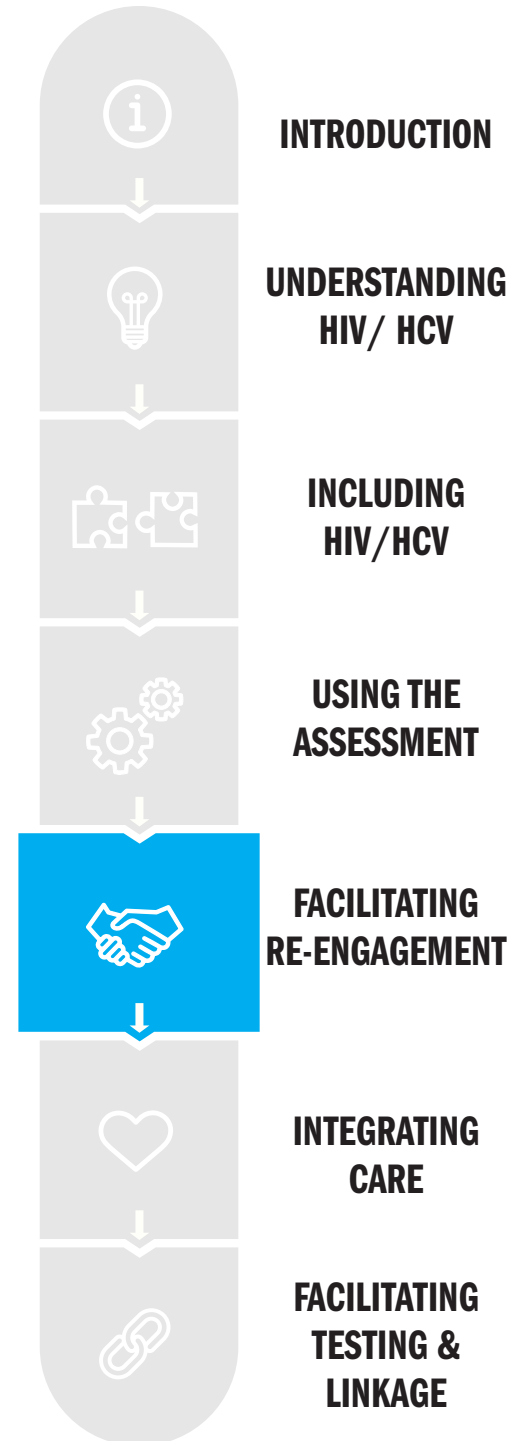 INTRODUCTION
UNDERSTANDING
HIV/ HCV
INCLUDING
HIV/HCV
USING THE
ASSESSMENT
FACILITATING
RE-ENGAGEMENT
INTEGRATING
CARE
FACILITATING
TESTING &
LINKAGE